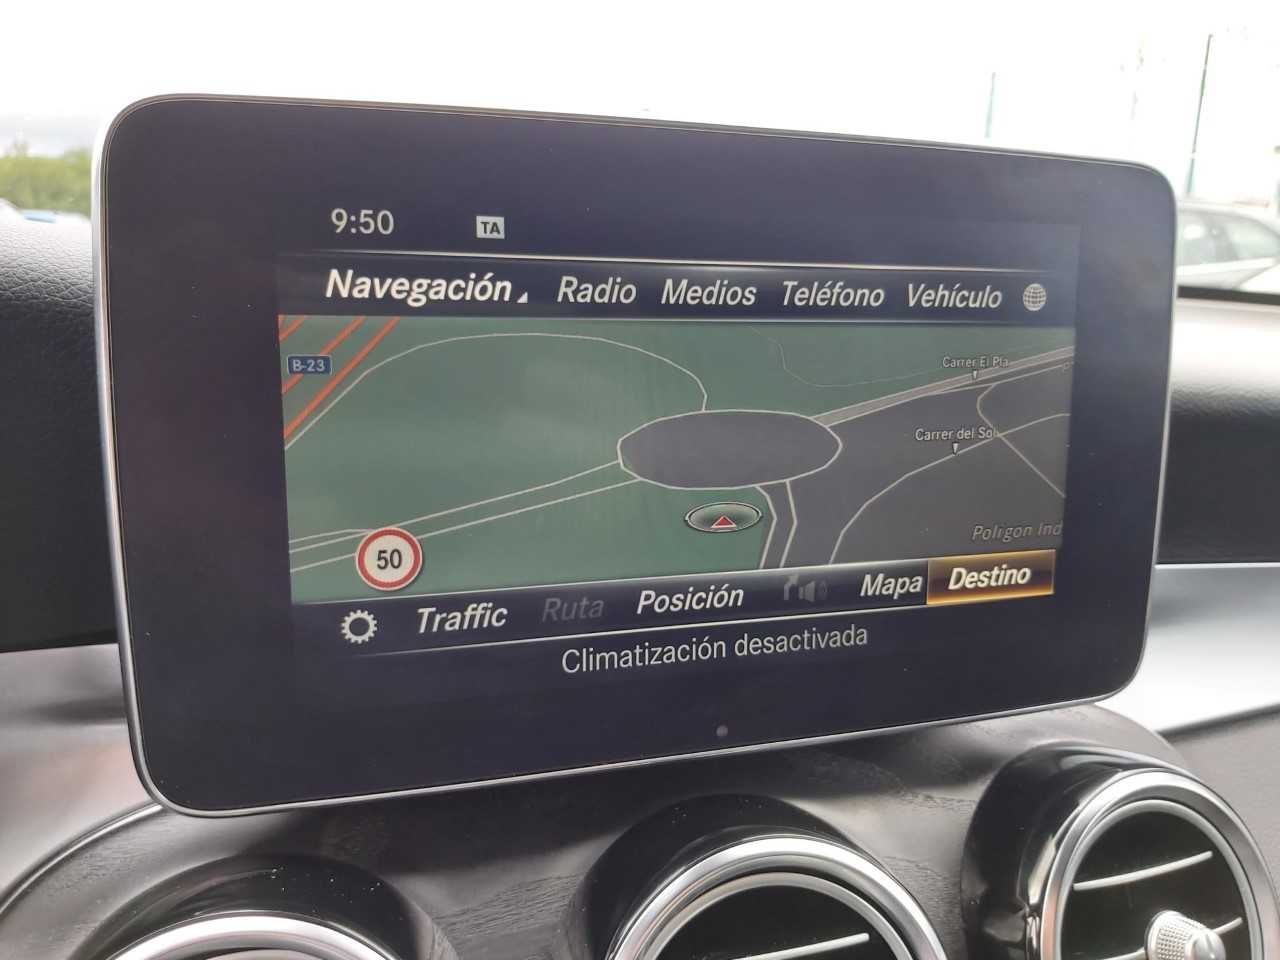 9:50 TA
Navegación Radio Medios Teléfono Vehículo
B-23
Carrer El Pla
Carrer del Sol
Poligon Ind
50
Traffic Ruta Posición Mapa Destino
Climatización desactivada